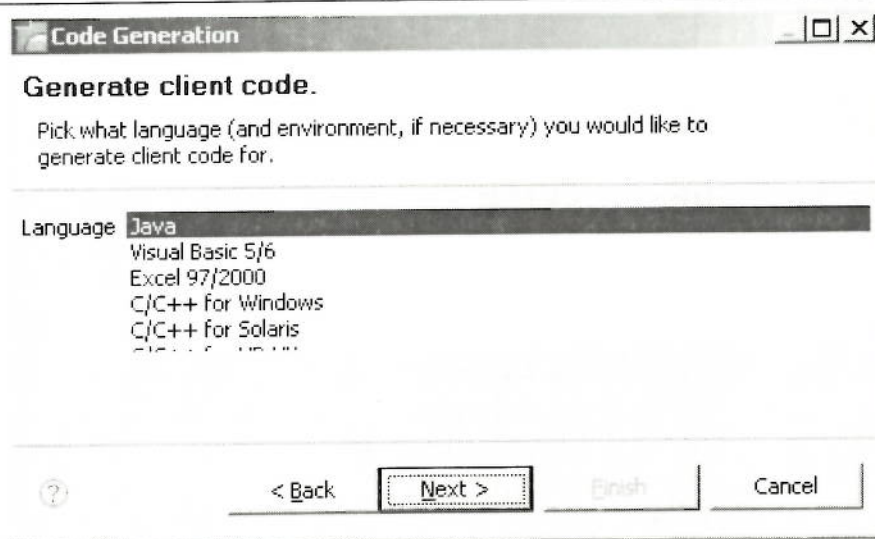 Code Generation
Generate client code.
Pick what language (and environment, if necessary) you would like to
generate client code for.
Language Java
Visual Basic 5/6
Excel 97/2000
C/C++ for Windows
C/C++ for Solaris
< Back Next > Finish Cancel